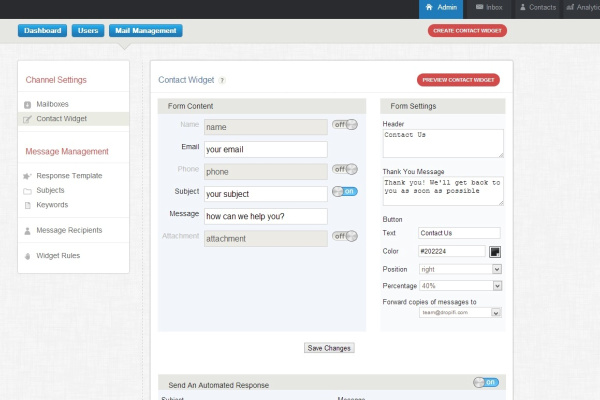 Admin Inbox Contacts Analytic
Dashboard Users Mail Management CREATE CONTACT WIDGET
Channel Settings
Mailboxes
Contact Widget
Message Management
Response Template
Subjects
Keywords
Message Recipients
Widget Rules
Contact Widget ? PREVIEW CONTACT WIDGET
Form Content
Name name off
Email your email
Phone phone off
Subject your subject on
Message how can we help you?
Attachment attachment off
Form Settings
Header
Contact Us
Thank You Message
Thank you! We'll get back to
you as soon as possible
Button
Text Contact Us
Color #202224
Position right
Percentage 40%
Forward copies of messages to
team@dropifi.com
Save Changes
Send An Automated Response on
Subject Message